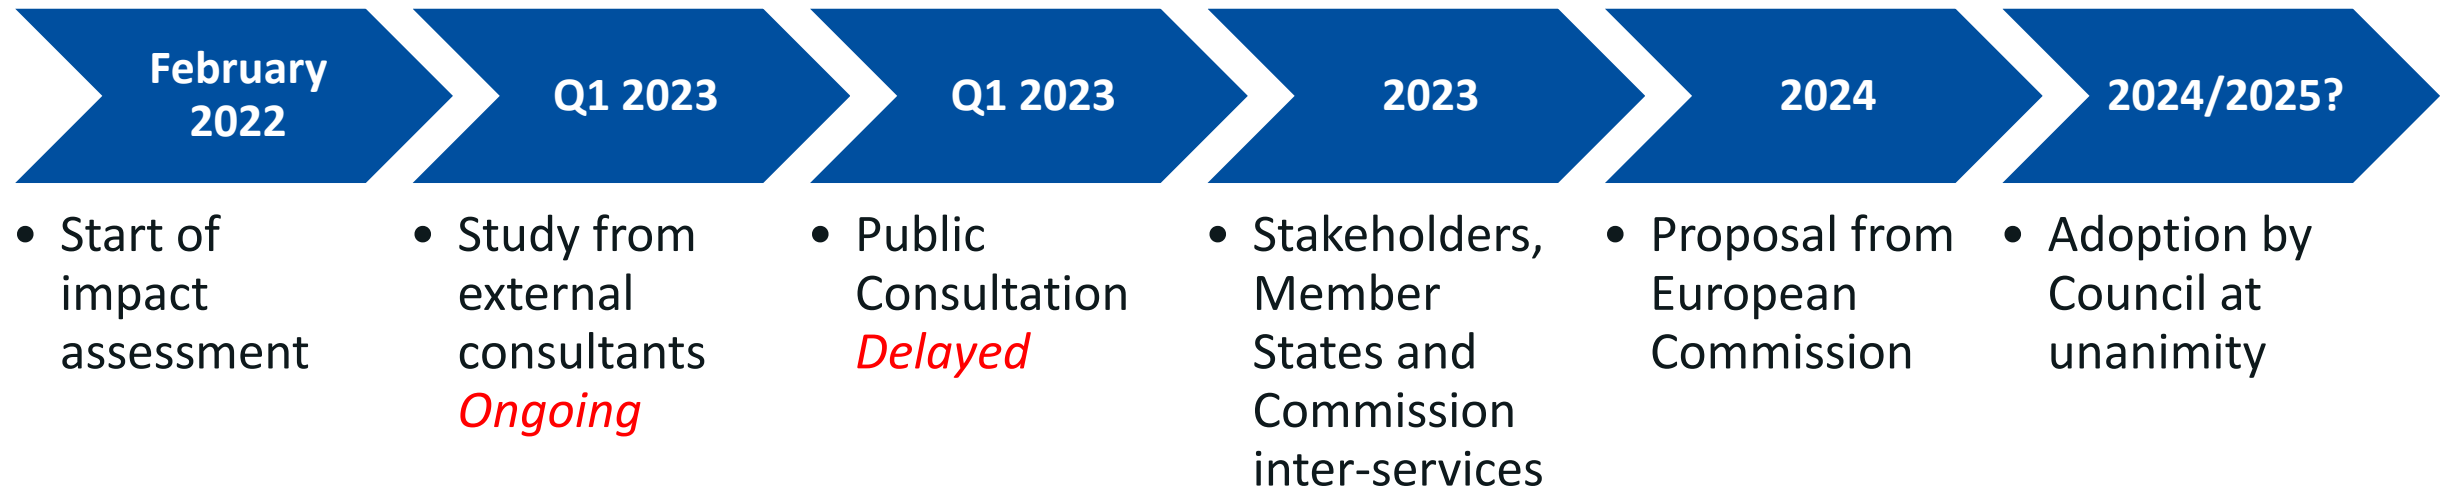 February
2022
Q1 2023
Q1 2023
2023
2024
2024/2025?
• Start of
impact
assessment
• Study from
external
consultants
Ongoing
• Public
Consultation
Delayed
• Stakeholders,
Member
States and
Commission
inter-services
• Proposal from
European
Commission
• Adoption by
Council at
unanimity